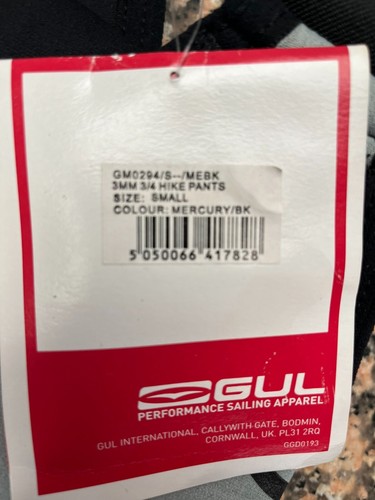 GM0294/S--/MEBK
3MM 3/4 HIKE PANTS
SIZE: SMALL
COLOUR: MERCURY/BK
5 050066 417828
GUL
PERFORMANCE SAILING APPAREL
GUL INTERNATIONAL, CALLYWITH GATE, BODMIN,
CORNWALL, UK. PL31 2RQ
GGD0193